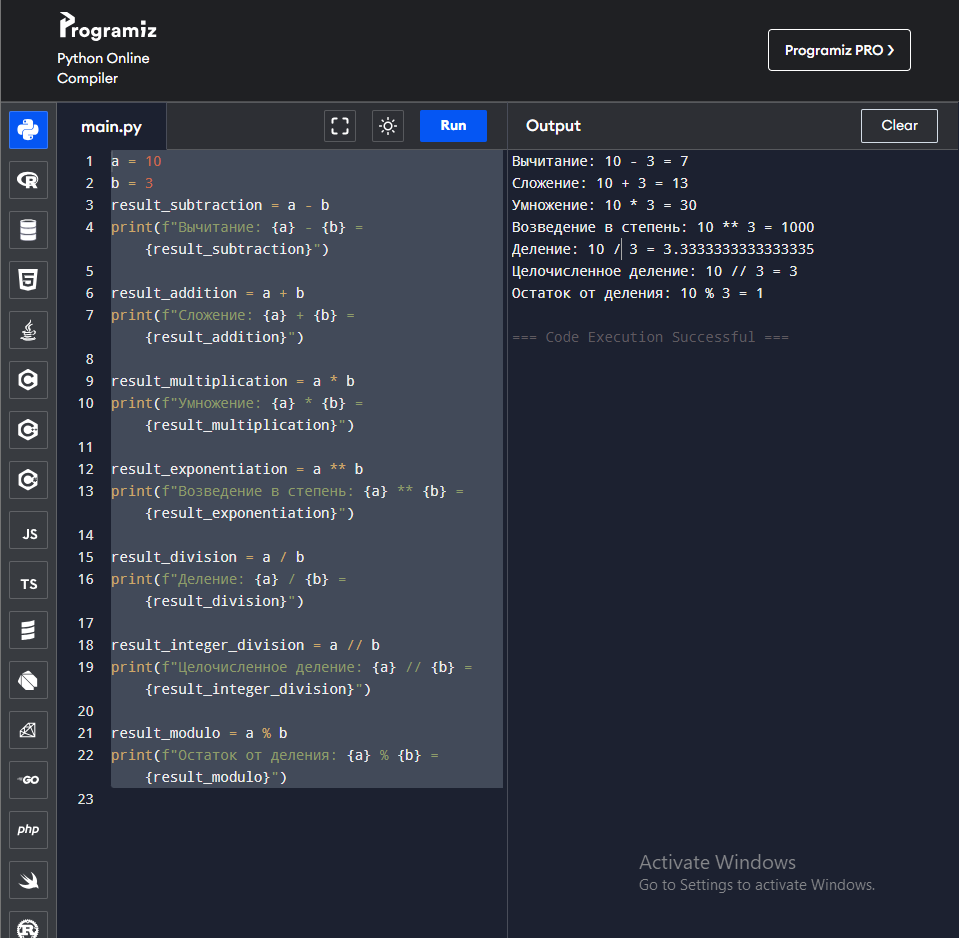 Programiz
Python Online
Compiler
Programiz PRO ❯
main.py
Run
Output
Clear
1 a = 10
2 b = 3
3 result_subtraction = a - b
4 print(f"Вычитание: {a} - {b} =
{result_subtraction}")
5
6 result_addition = a + b
7 print(f"Сложение: {a} + {b} =
{result_addition}")
8
9 result_multiplication = a * b
10 print(f"Умножение: {a} * {b} =
{result_multiplication}")
11
12 result_exponentiation = a ** b
13 print(f"Возведение в степень: {a} ** {b} =
{result_exponentiation}")
14
15 result_division = a / b
16 print(f"Деление: {a} / {b} =
{result_division}")
17
18 result_integer_division = a // b
19 print(f"Целочисленное деление: {a} // {b} =
{result_integer_division}")
20
21 result_modulo = a % b
22 print(f"Остаток от деления: {a} % {b} =
{result_modulo}")
23
Вычитание: 10 - 3 = 7
Сложение: 10 + 3 = 13
Умножение: 10 * 3 = 30
Возведение в степень: 10 ** 3 = 1000
Деление: 10 / 3 = 3.3333333333333335
Целочисленное деление: 10 // 3 = 3
Остаток от деления: 10 % 3 = 1
=== Code Execution Successful ===
R
5
C
C
C
JS
TS
GO
php
R
Activate Windows
Go to Settings to activate Windows.